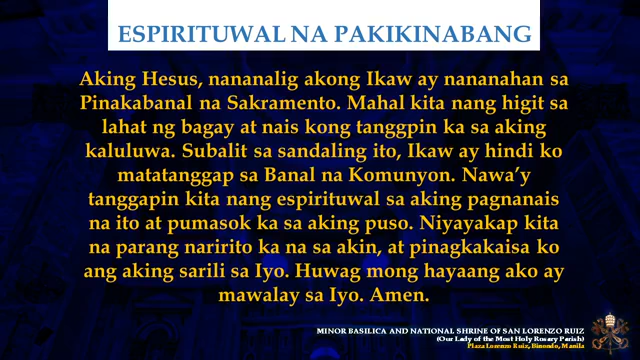 ESPIRITUWAL NA PAKIKINABANG
Aking Hesus, nananalig akong Ikaw ay nananahan sa
Pinakabanal na Sakramento. Mahal kita nang higit sa
lahat ng bagay at nais kong tanggpin ka sa aking
kaluluwa. Subalit sa sandaling ito, Ikaw ay hindi ko
matatanggap sa Banal na Komunyon. Nawa’y
tanggapin kita nang espirituwal sa aking pagnanais
na ito at pumasok ka sa aking puso. Niyayakap kita
na parang naririto ka na sa akin, at pinagkakaisa ko
ang aking sarili sa Iyo. Huwag mong hayaang ako ay
mawalay sa Iyo. Amen.
MINOR BASILICA AND NATIONAL SHRINE OF SAN LORENZO RUIZ
(Our Lady of the Most Holy Rosary Parish)
Plaza Lorenzo Ruiz, Binondo, Manila